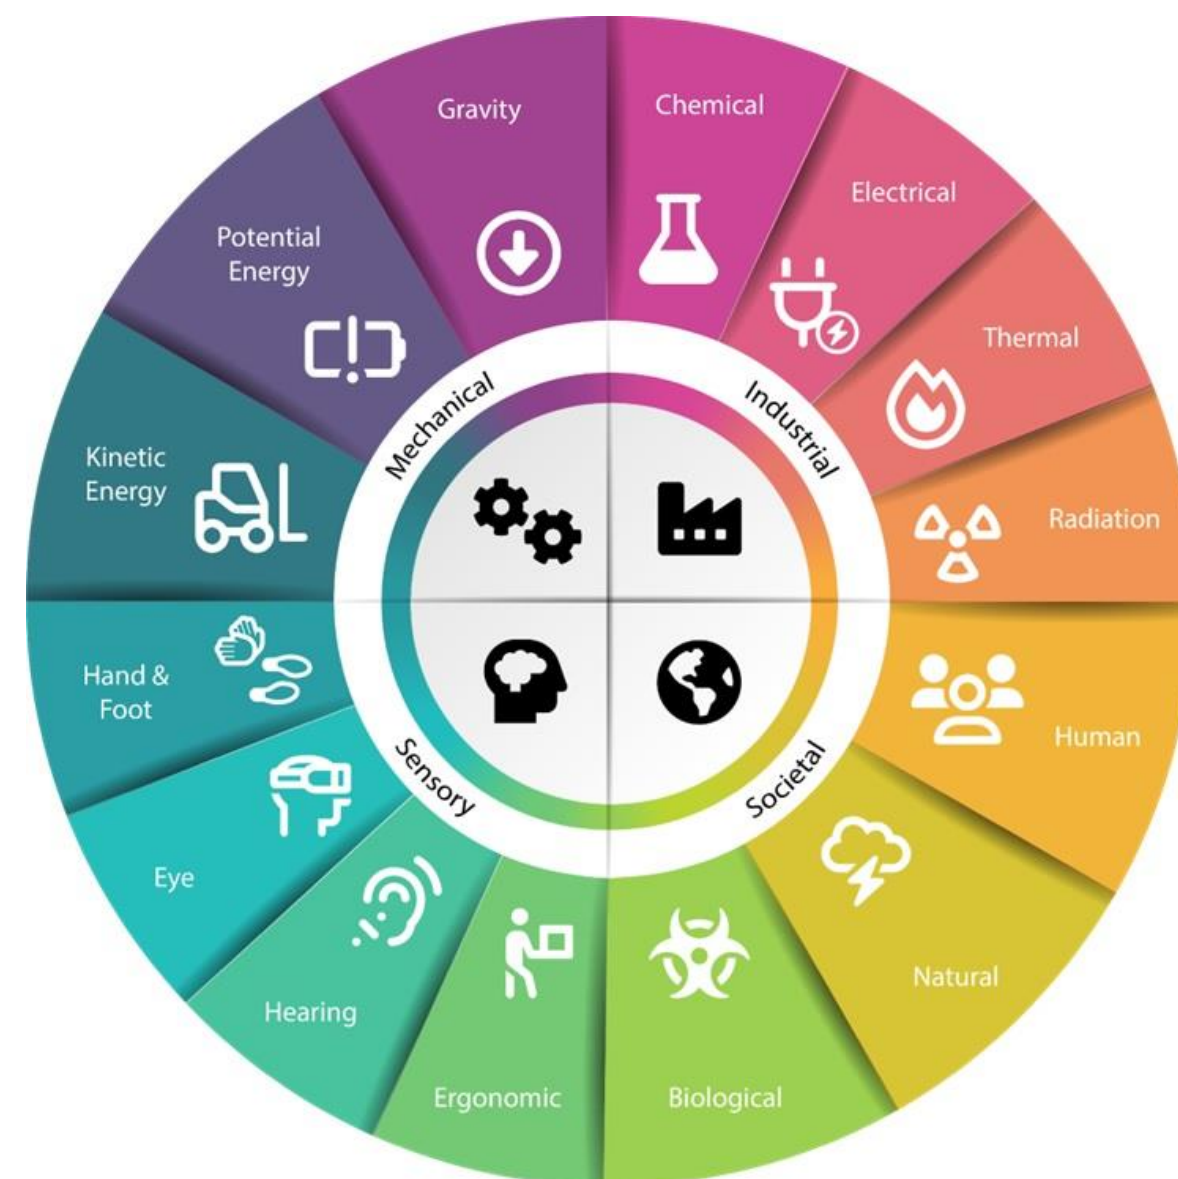 Gravity
Chemical
Electrical
Thermal
Radiation
Human
Natural
Biological
Ergonomic
Hearing
Eye
Hand &
Foot
Kinetic
Energy
Potential
Energy
Mechanical
Industrial
Societal
Sensory